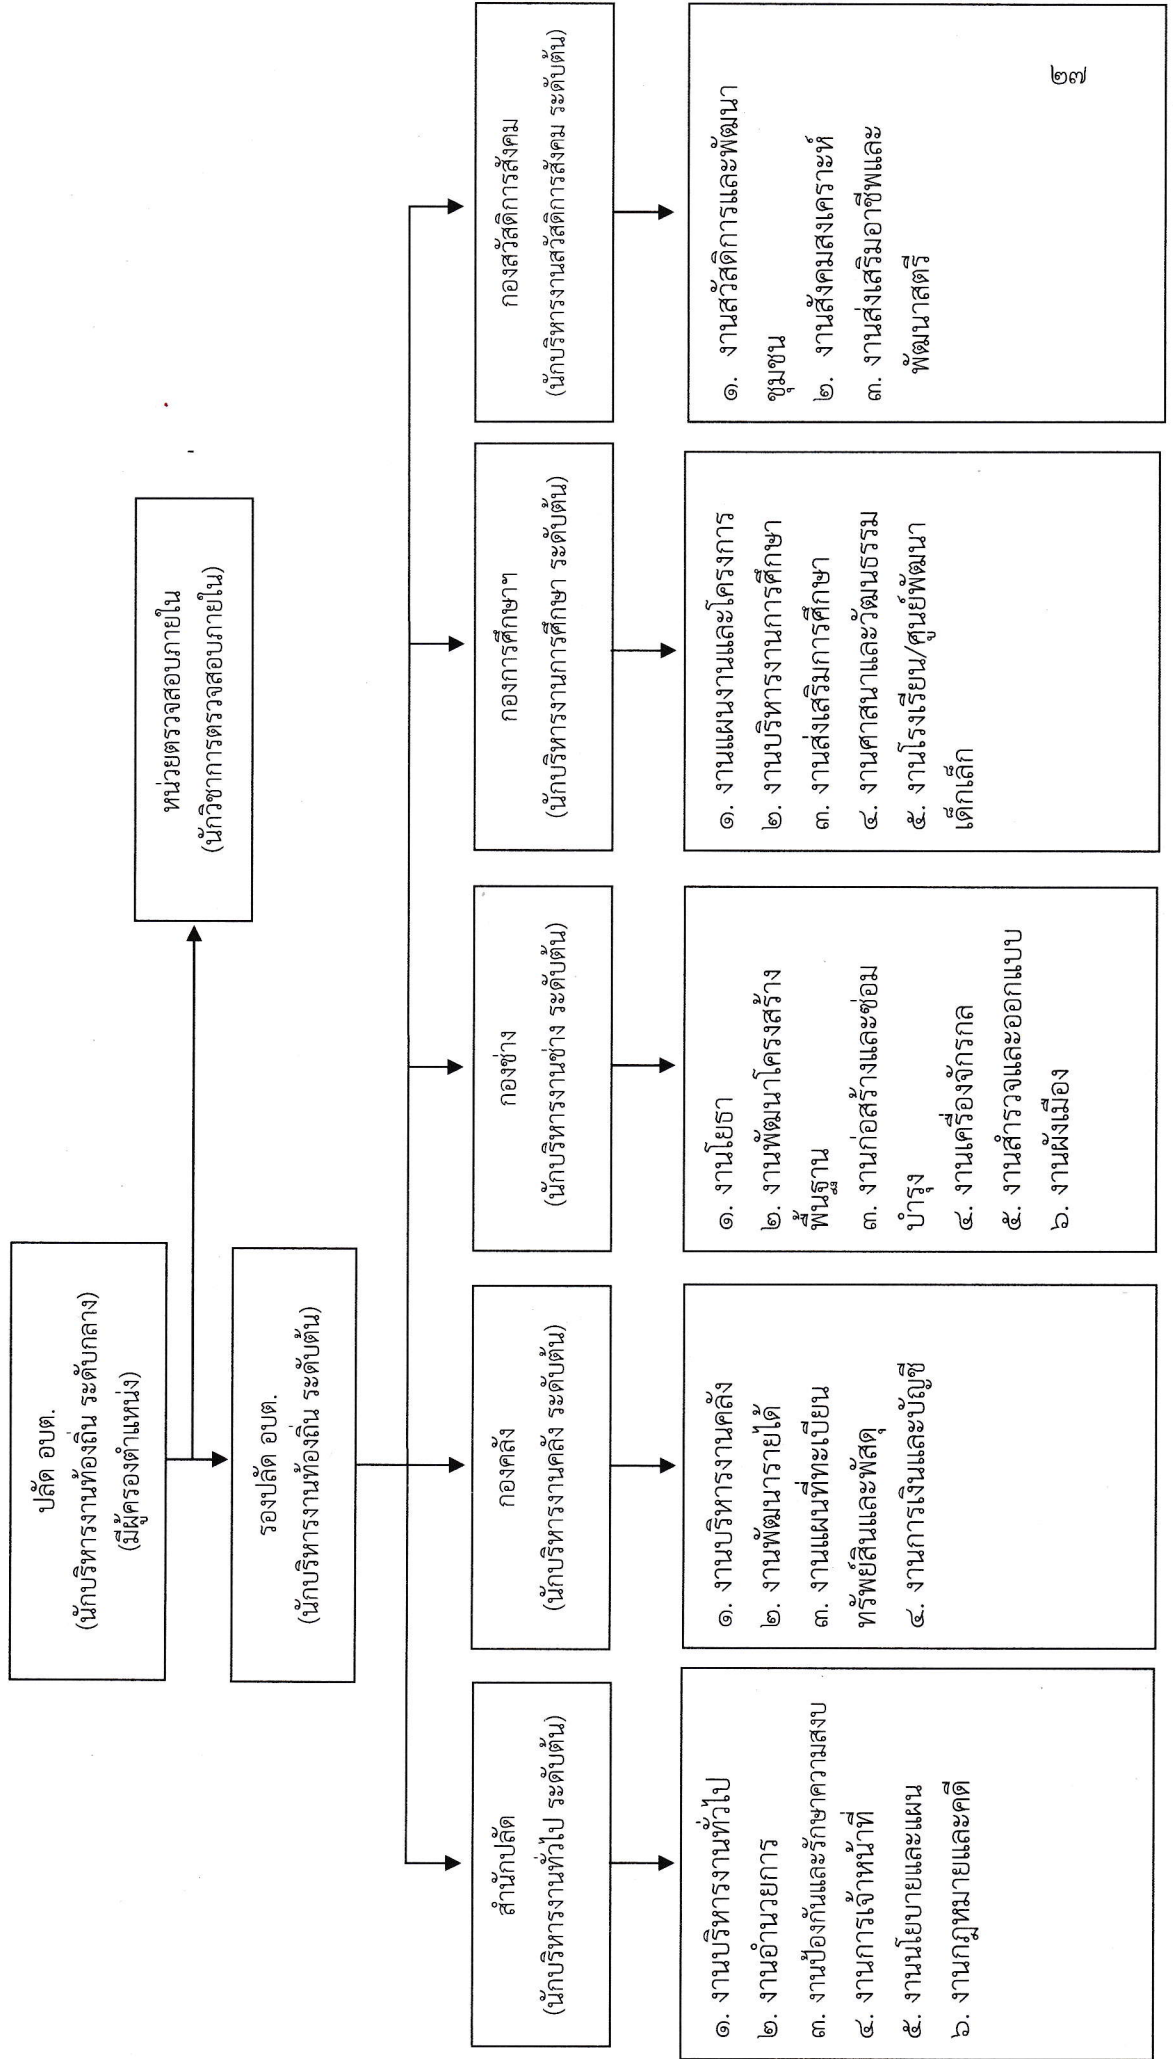 ปลัด อบต.
(นักบริหารงานท้องถิ่น ระดับกลาง)
(มีผู้ครองตำแหน่ง)
หน่วยตรวจสอบภายใน
(นักวิชาการตรวจสอบภายใน)
รองปลัด อบต.
(นักบริหารงานท้องถิ่น ระดับต้น)
สำนักปลัด
(นักบริหารงานทั่วไป ระดับต้น)
กองคลัง
(นักบริหารงานคลัง ระดับต้น)
กองช่าง
(นักบริหารงานช่าง ระดับต้น)
กองการศึกษาฯ
(นักบริหารงานการศึกษา ระดับต้น)
กองสวัสดิการสังคม
(นักบริหารงานสวัสดิการสังคม ระดับต้น)
๑. งานบริหารงานทั่วไป
๒. งานอำนวยการ
๓. งานป้องกันและรักษาความสงบ
๔. งานการเจ้าหน้าที่
๕. งานนโยบายและแผน
๖. งานกฎหมายและคดี
๑. งานบริหารงานคลัง
๒. งานพัฒนารายได้
๓. งานแผนที่ทะเบียน
ทรัพย์สินและพัสดุ
๔. งานการเงินและบัญชี
๑. งานโยธา
๒. งานพัฒนาโครงสร้าง
พื้นฐาน
๓. งานก่อสร้างและซ่อม
บำรุง
๔. งานเครื่องจักรกล
๕. งานสำรวจและออกแบบ
๖. งานผังเมือง
๑. งานแผนงานและโครงการ
๒. งานบริหารงานการศึกษา
๓. งานส่งเสริมการศึกษา
๔. งานศาสนาและวัฒนธรรม
๕. งานโรงเรียน/ศูนย์พัฒนา
เด็กเล็ก
๑. งานสวัสดิการและพัฒนา
ชุมชน
๒. งานสังคมสงเคราะห์
๓. งานส่งเสริมอาชีพและ
พัฒนาสตรี
๒๗